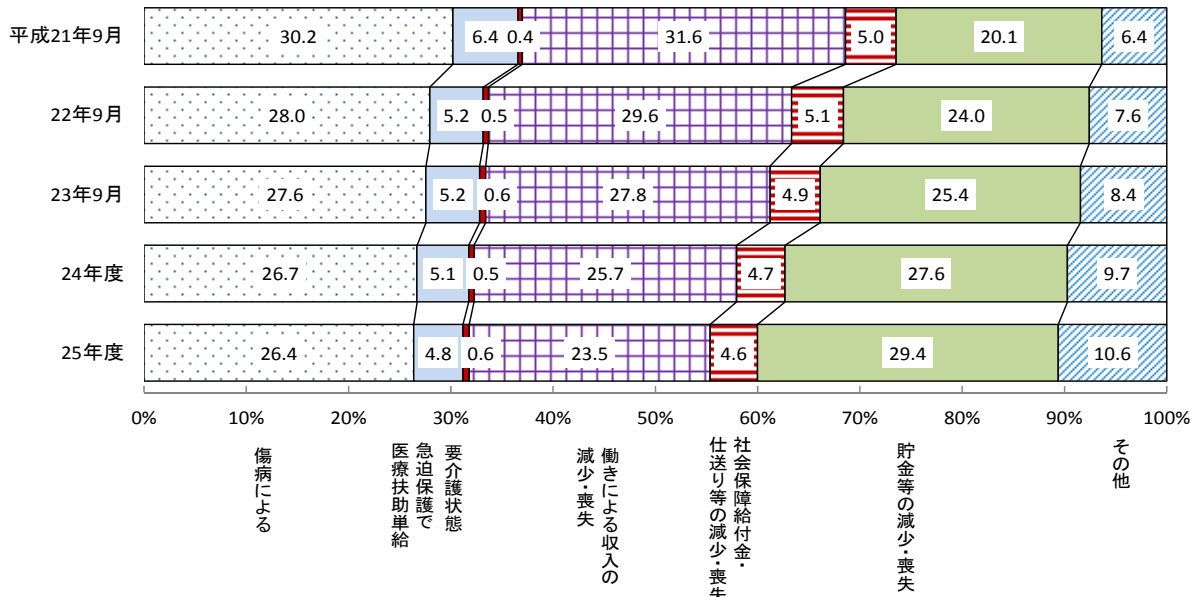 平成21年9月
30.2 6.4 0.4 31.6 5.0 20.1 6.4
22年9月
28.0 5.2 0.5 29.6 5.1 24.0 7.6
23年9月
27.6 5.2 0.6 27.8 4.9 25.4 8.4
24年度
26.7 5.1 0.5 25.7 4.7 27.6 9.7
25年度
26.4 4.8 0.6 23.5 4.6 29.4 10.6
0% 10% 20% 30% 40% 50% 60% 70% 80% 90% 100%
傷病による
急迫保護で
医療扶助単給
要介護状態
働きによる収入の
減少・喪失
社会保障給付金・
仕送り等の減少・喪失
貯金等の減少・喪失
その他